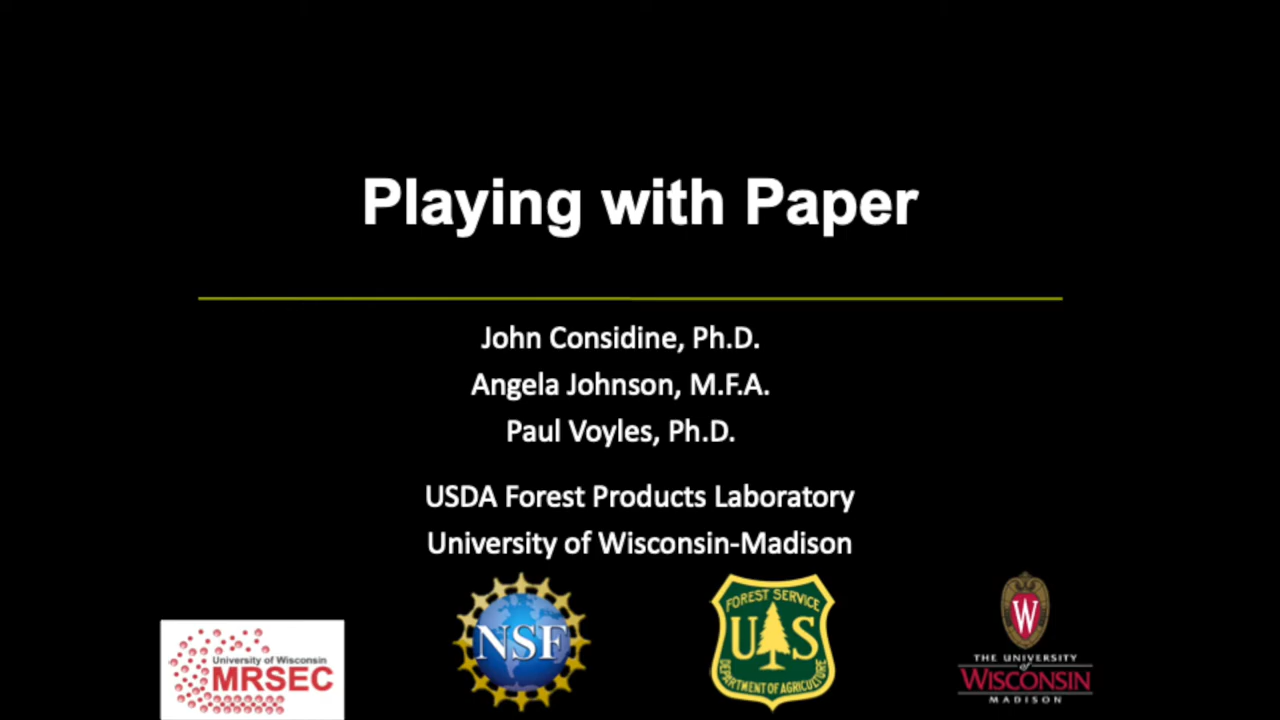 Playing with Paper
John Considine, Ph.D.
Angela Johnson, M.F.A.
Paul Voyles, Ph.D.
USDA Forest Products Laboratory
University of Wisconsin-Madison
University of Wisconsin
MRSEC
NSF
FOREST SERVICE
U S
DEPARTMENT OF AGRICULTURE
W
THE UNIVERSITY
of
WISCONSIN
MADISON